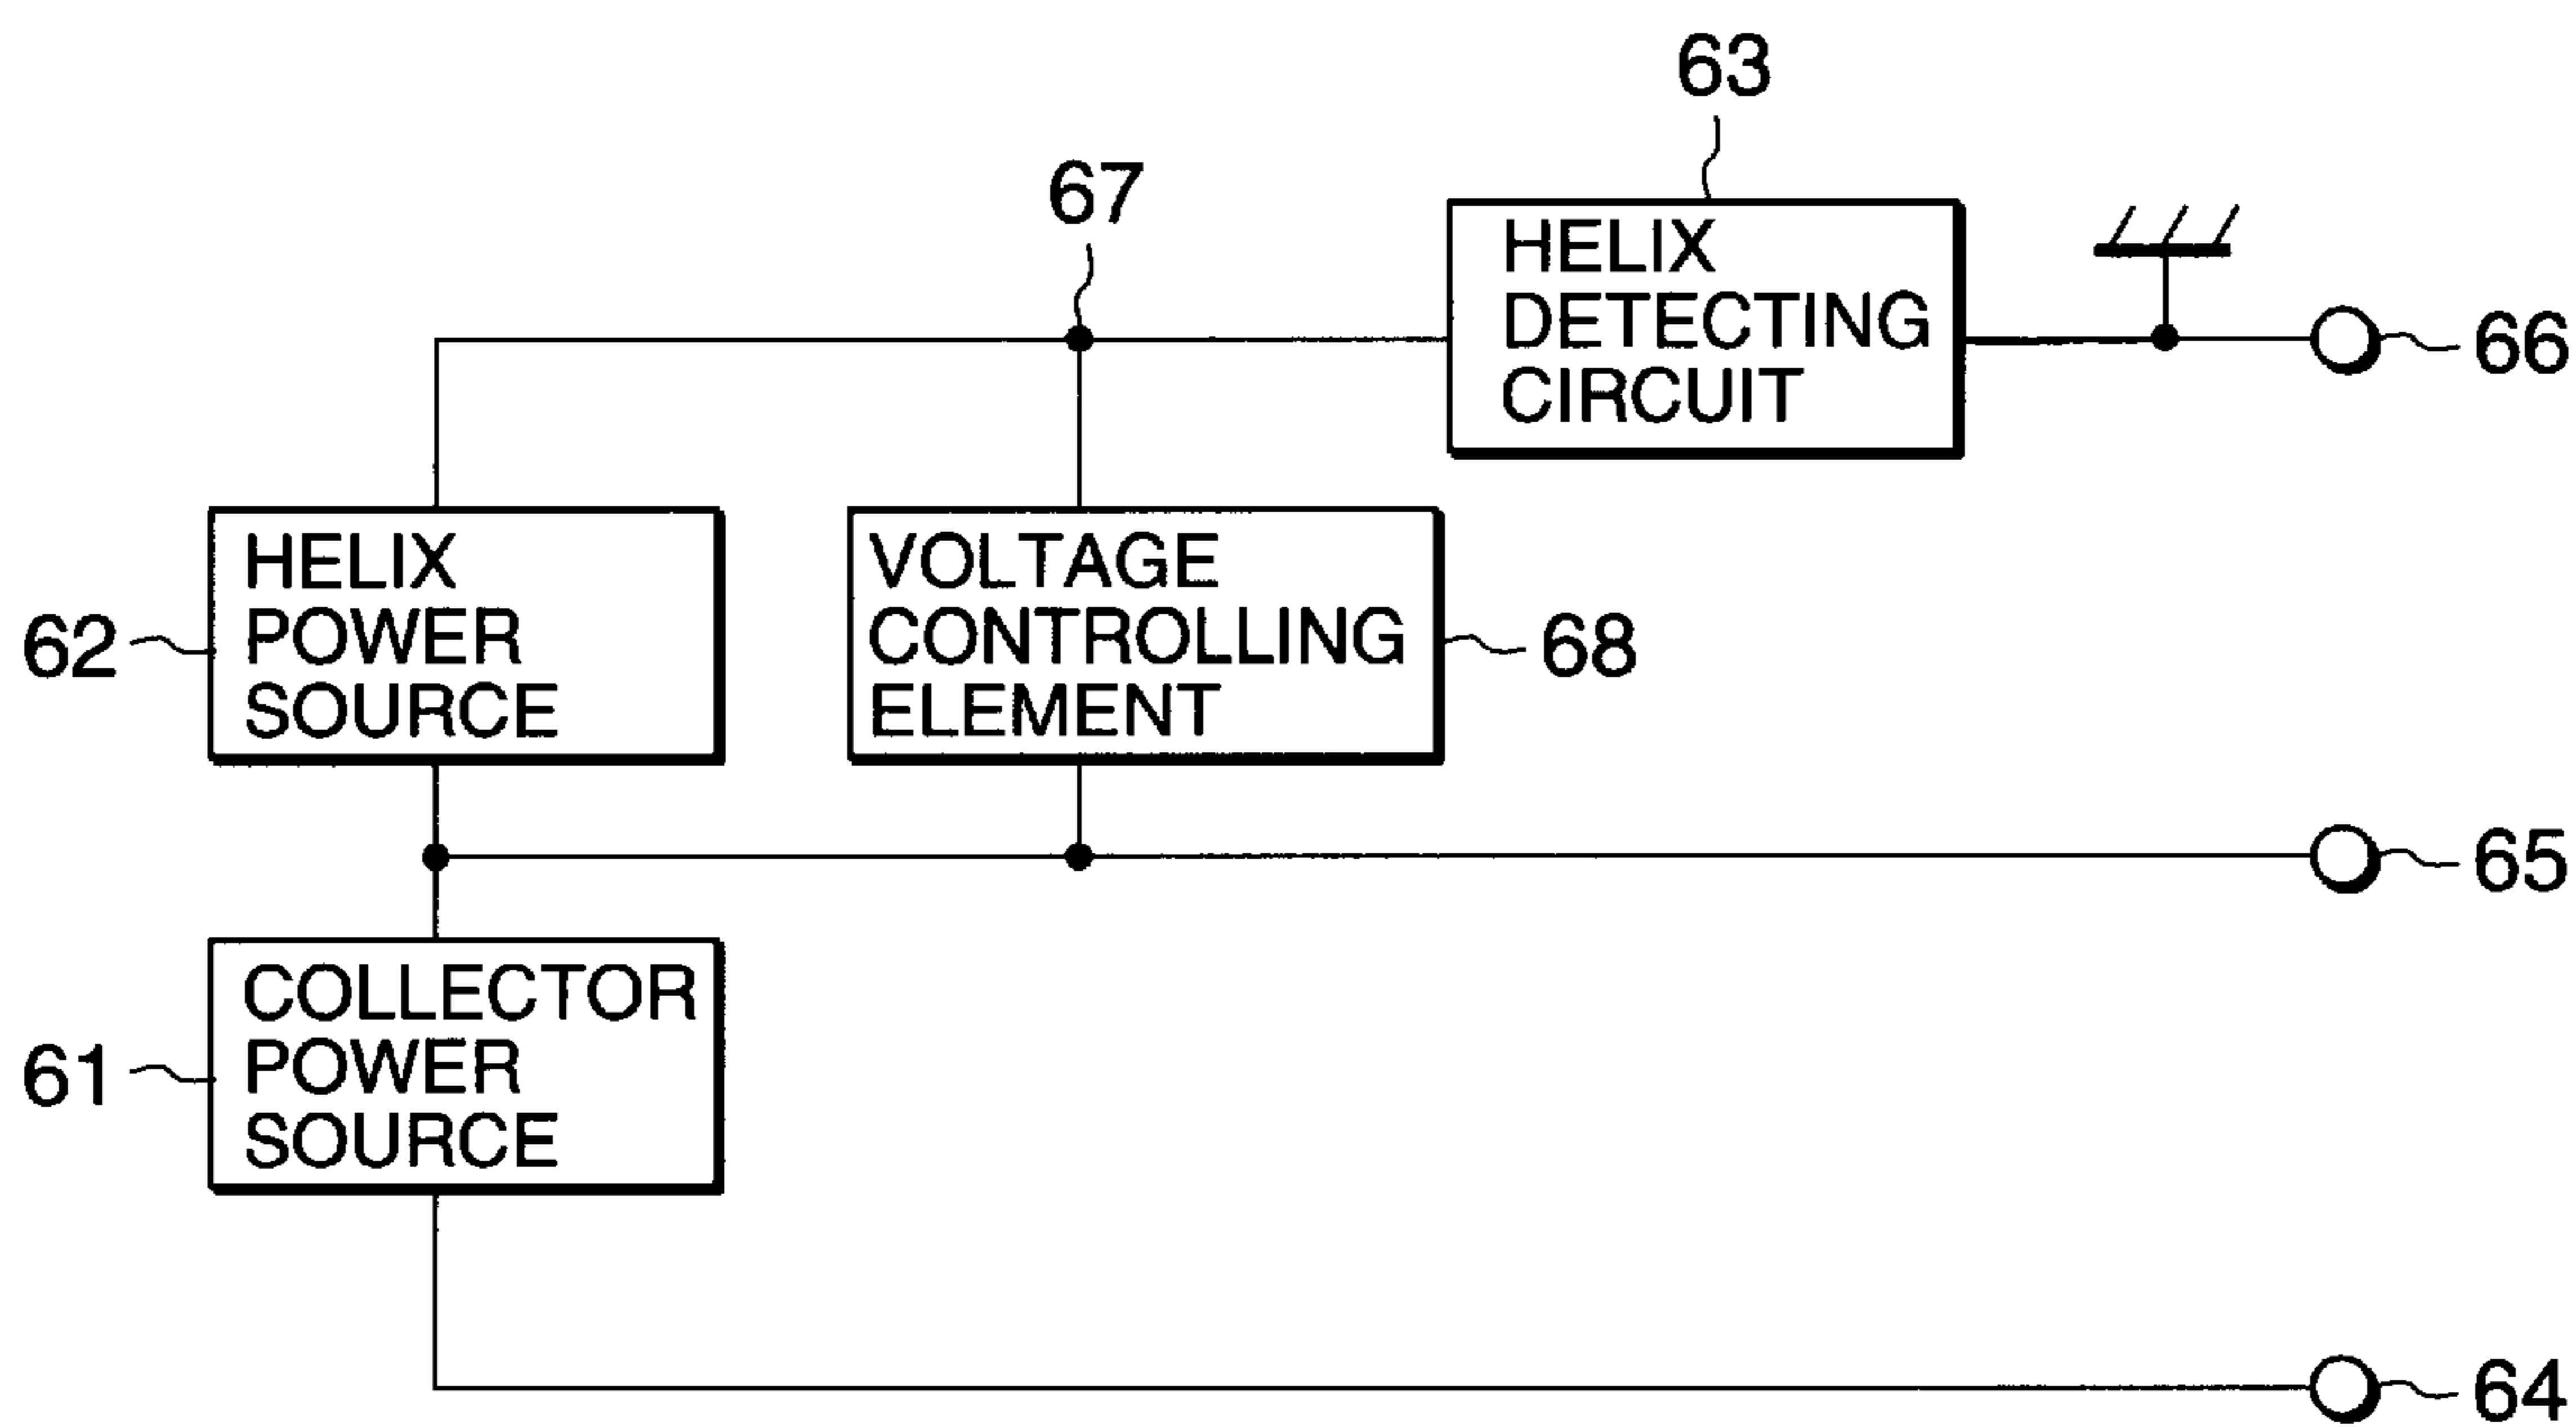 63
67
HELIX
DETECTING
CIRCUIT
66
HELIX
POWER
SOURCE
62
VOLTAGE
CONTROLLING
ELEMENT
68
65
COLLECTOR
POWER
SOURCE
61
64